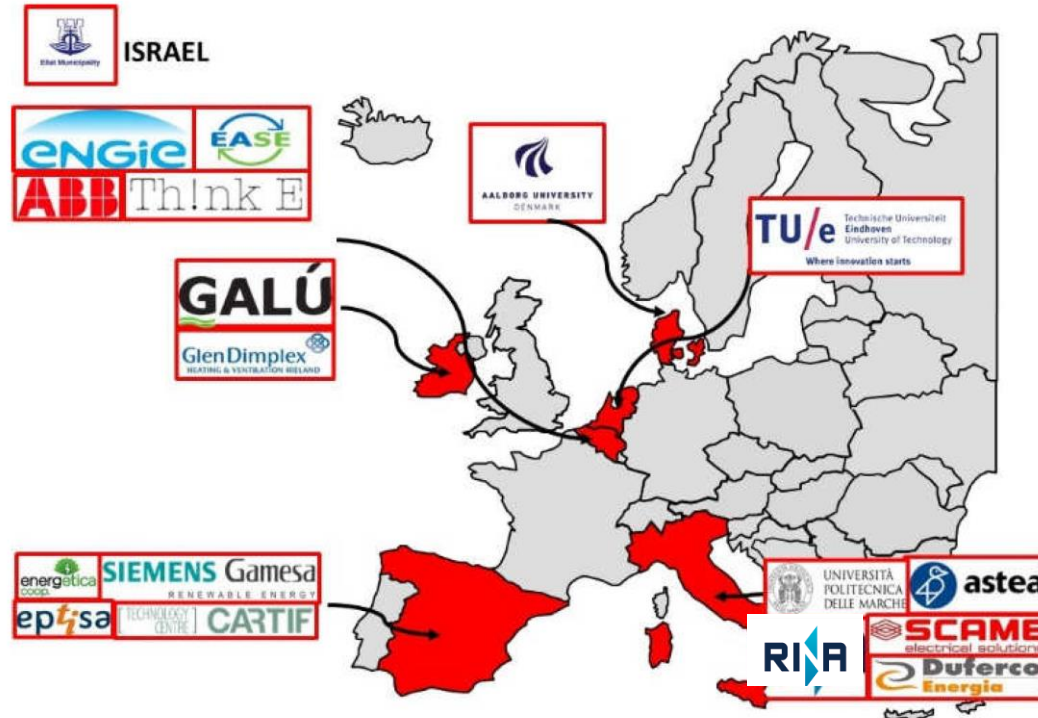 Eilat Municipality
ISRAEL
ENGIE
EASE
ABB
Th!nk E
AALBORG UNIVERSITY
DENMARK
TU/e
Technische Universiteit
Eindhoven
University of Technology
Where innovation starts
GALÚ
GlenDimplex
HEATING & VENTILATION IRELAND
energética
coop.
SIEMENS Gamesa
RENEWABLE ENERGY
eptisa
[TECHNOLOGY
CENTRE]
CARTIF
UNIVERSITÀ
POLITECNICA
DELLE MARCHE
astea
RINA
SCAME
electrical solutions
Duferco
Energia